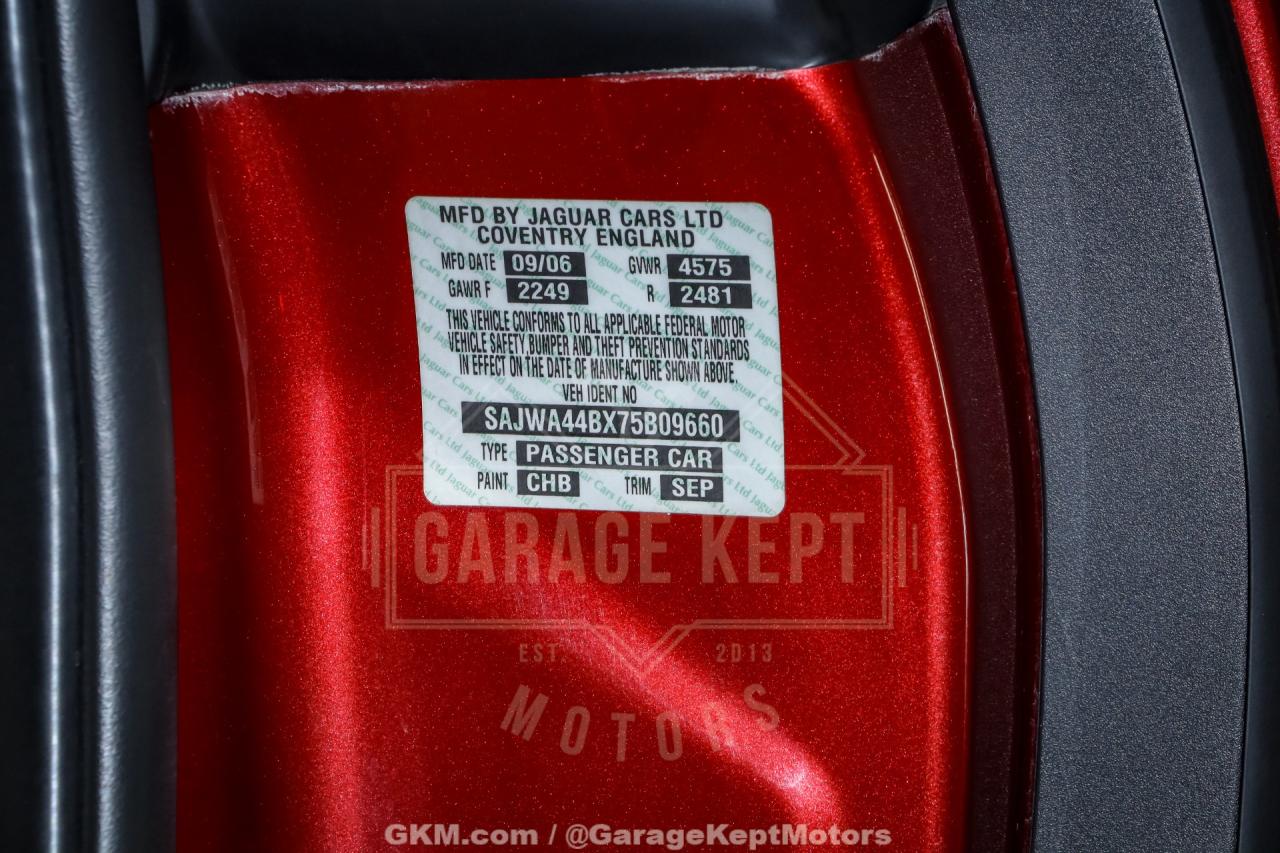 MFD BY JAGUAR CARS LTD
COVENTRY ENGLAND
MFD DATE 09/06 GVWR 4575
GAWR F 2249 R 2481
THIS VEHICLE CONFORMS TO ALL APPLICABLE FEDERAL MOTOR
VEHICLE SAFETY,BUMPER AND THEFT PREVENTION STANDARDS
IN EFFECT ON THE DATE OF MANUFACTURE SHOWN ABOVE.
VEH IDENT NO
SAJWA44BX75B09660
TYPE PASSENGER CAR
PAINT CHB TRIM SEP
GARAGE KEPT
EST. 2013
MOTORS
GKM.com / @GarageKeptMotors